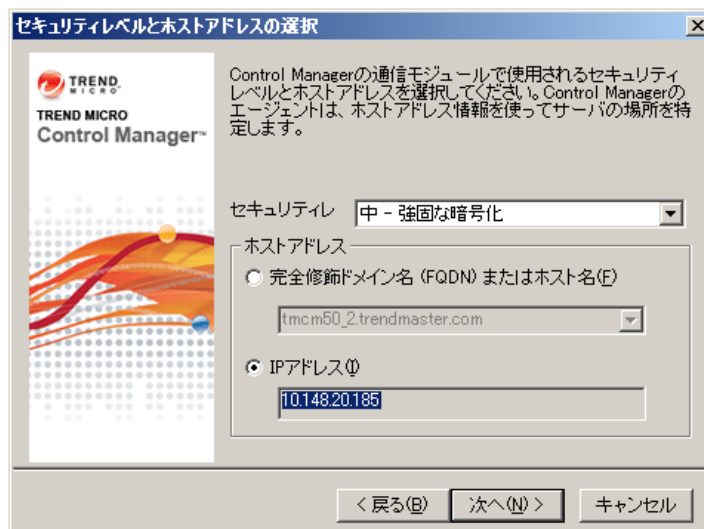 セキュリティレベルとホストアドレスの選択
TREND
MICRO
TREND MICRO
Control Manager™
Control Managerの通信モジュールで使用されるセキュリティ
レベルとホストアドレスを選択してください。Control Managerの
エージェントは、ホストアドレス情報を使ってサーバの場所を特
定します。
セキュリティレ
中 - 強固な暗号化
ホストアドレス
完全修飾ドメイン名 (FQDN) またはホスト名(F)
tmcm50_2.trendmaster.com
IPアドレス(I)
10.148.20.185
< 戻る(B)
次へ(N) >
キャンセル